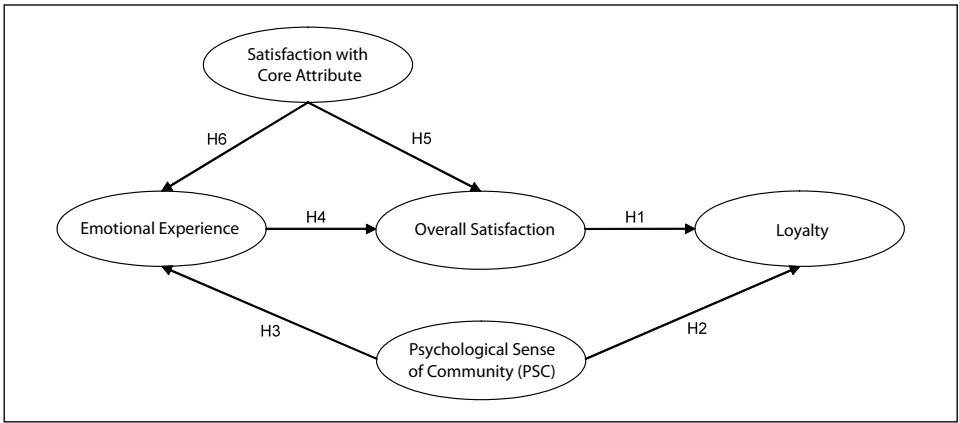 Satisfaction with
Core Attribute
H6
H5
Emotional Experience
H4
Overall Satisfaction
H1
Loyalty
H3
Psychological Sense
of Community (PSC)
H2